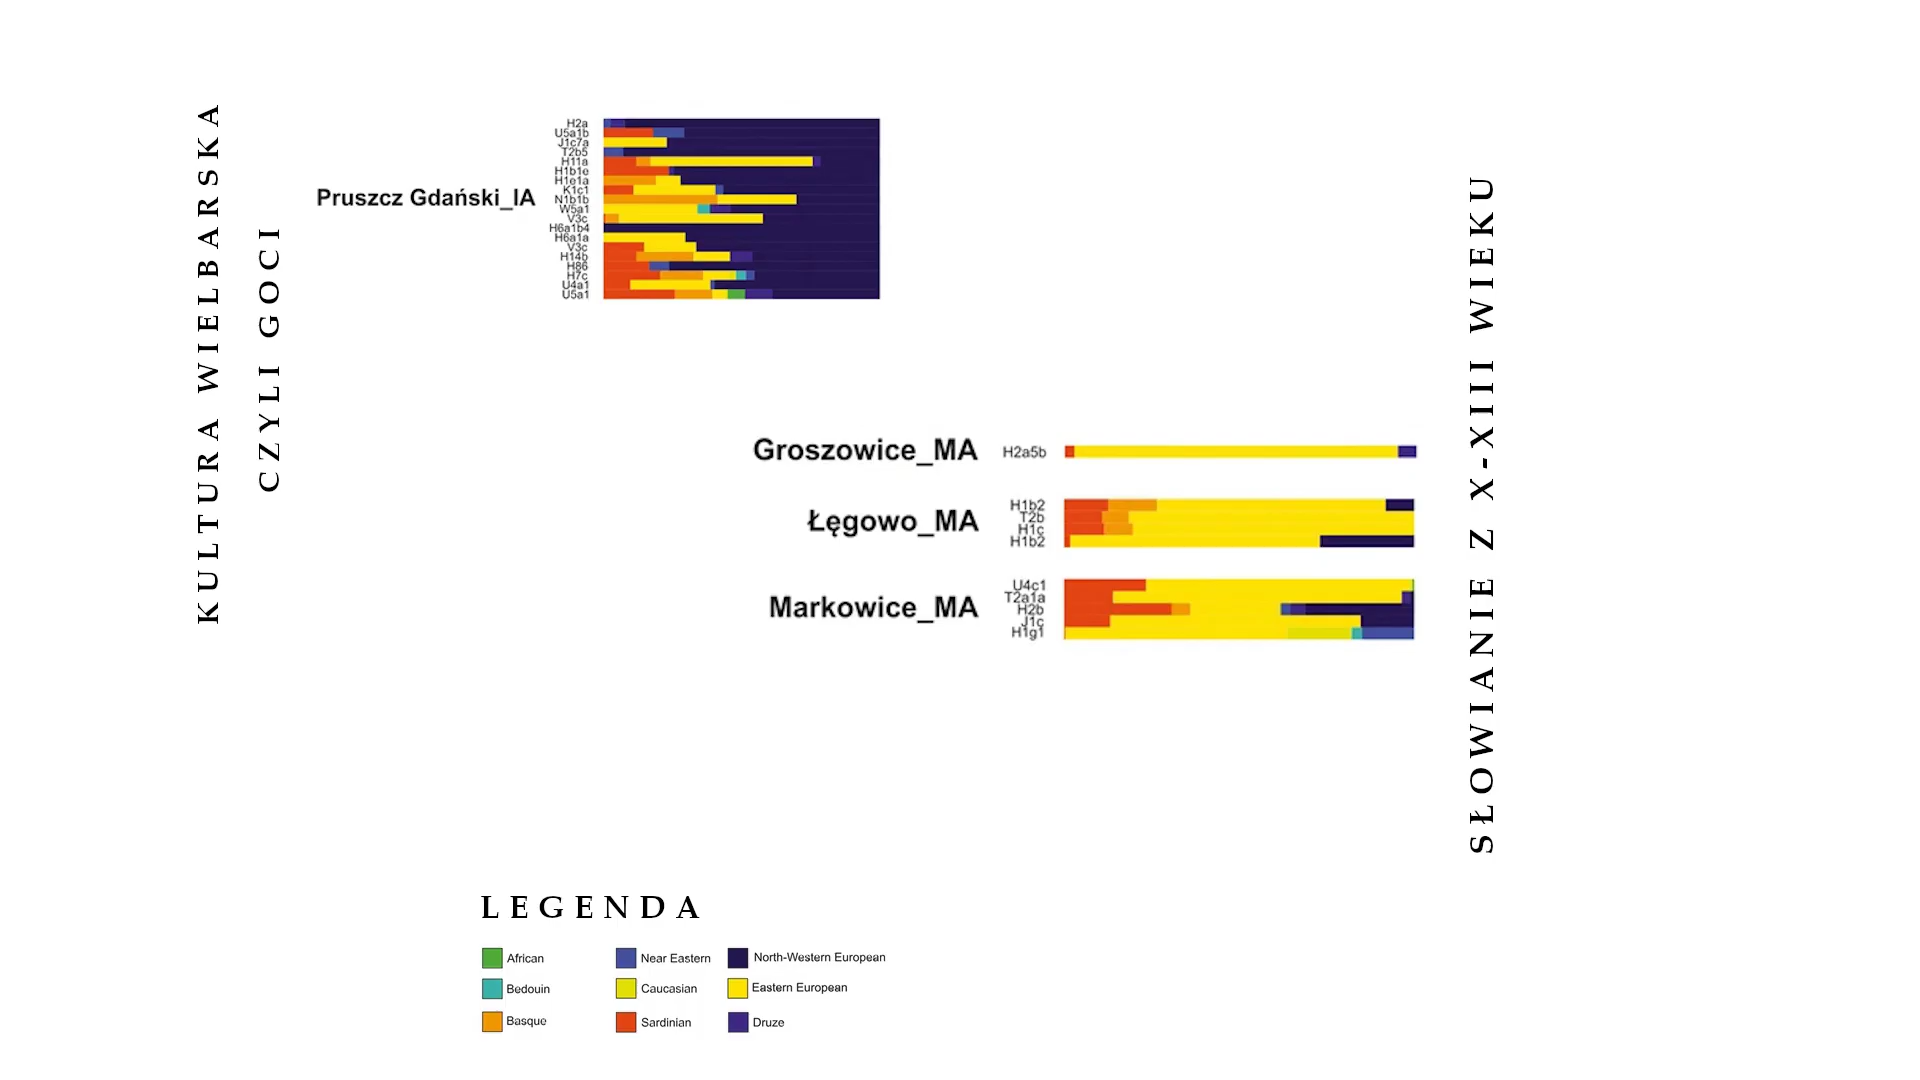 KULTURA WIELBARSKA
CZYLI GOCI
Pruszcz Gdański_IA
H2a
U5a1b
J1c7a
T2b5
H11a
H1b1e
H1e1a
K1c1
N1b1b
W5a1
V3c
H6a1b4
H6a1a
V3c
H14b
H86
H7c
U4a1
U5a1
Groszowice_MA
H2a5b
Łęgowo_MA
H1b2
T2b
H1c
H1b2
Markowice_MA
U4c1
T2a1a
H2b
J1c
H1g1
SŁOWIANIE Z X-XIII WIEKU
LEGENDA
African
Near Eastern
North-Western European
Bedouin
Caucasian
Eastern European
Basque
Sardinian
Druze